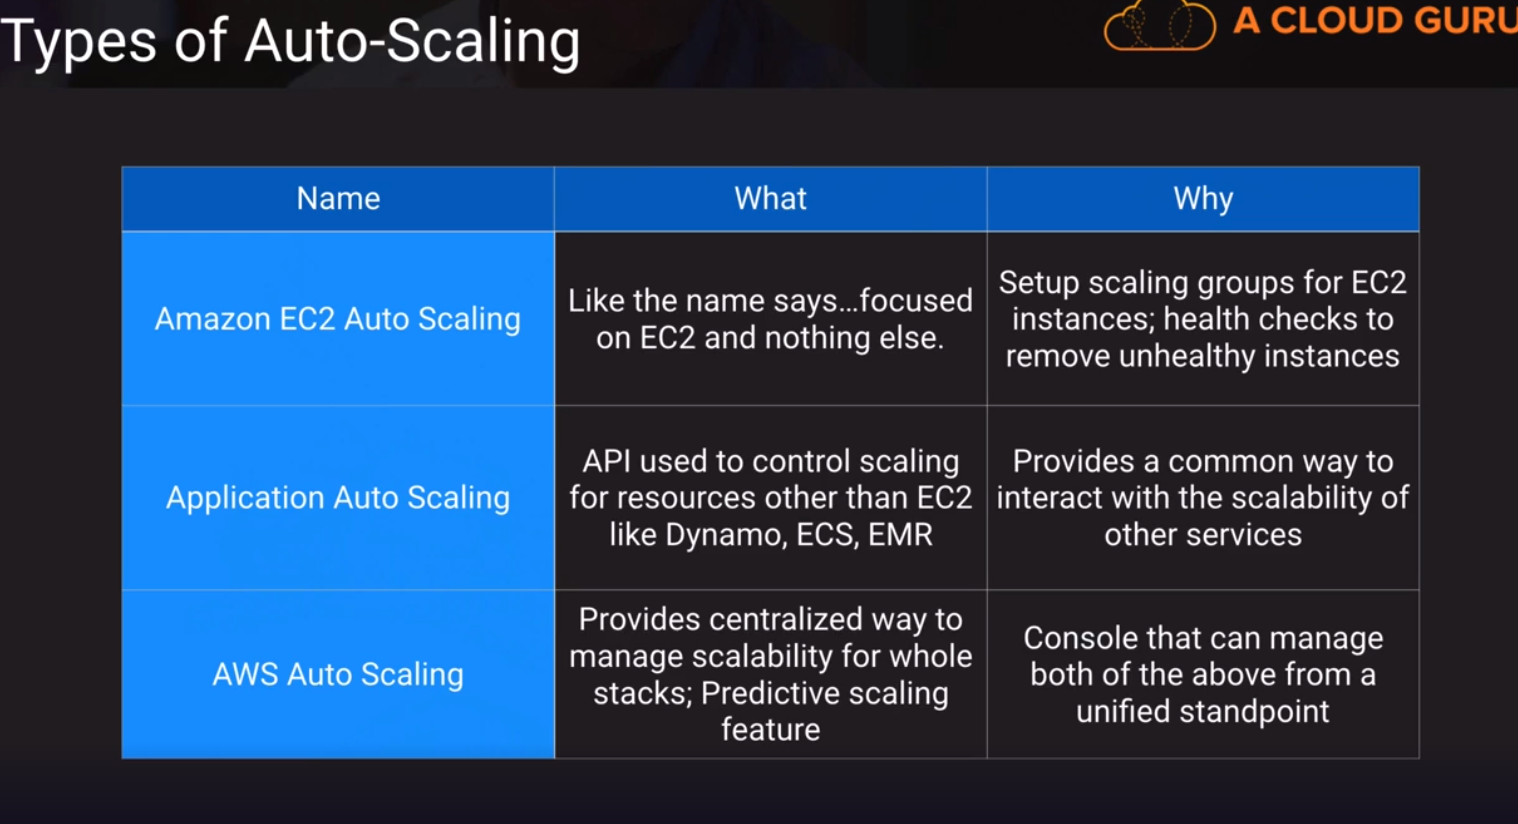 Types of Auto-Scaling
A CLOUD GURU
Name
What
Why
Amazon EC2 Auto Scaling
Like the name says...focused
on EC2 and nothing else.
Setup scaling groups for EC2
instances; health checks to
remove unhealthy instances
Application Auto Scaling
API used to control scaling
for resources other than EC2
like Dynamo, ECS, EMR
Provides a common way to
interact with the scalability of
other services
AWS Auto Scaling
Provides centralized way to
manage scalability for whole
stacks; Predictive scaling
feature
Console that can manage
both of the above from a
unified standpoint